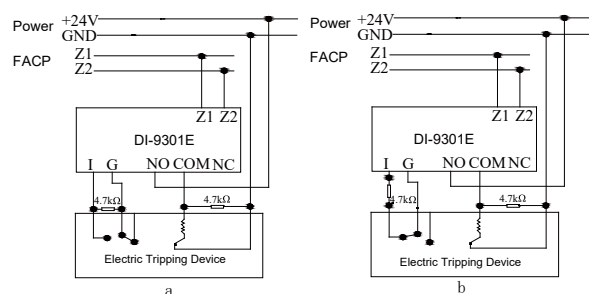 Power +24V
GND
FACP Z1
Z2
Z1 Z2
DI-9301E
I G NO COM NC
4.7kΩ 4.7kΩ
Electric Tripping Device
a
Power +24V
GND
FACP Z1
Z2
Z1 Z2
DI-9301E
I G NO COM NC
4.7kΩ 4.7kΩ
Electric Tripping Device
b